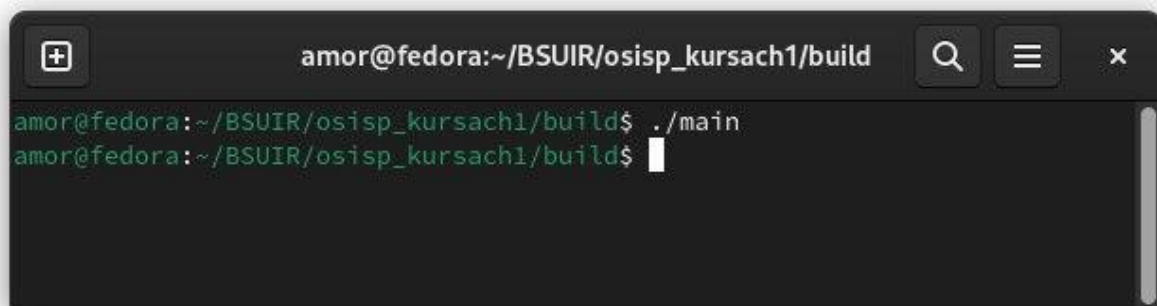 amor@fedora:~/BSUIR/osisp_kursach1/build
amor@fedora:~/BSUIR/osisp_kursach1/build$ ./main
amor@fedora:~/BSUIR/osisp_kursach1/build$